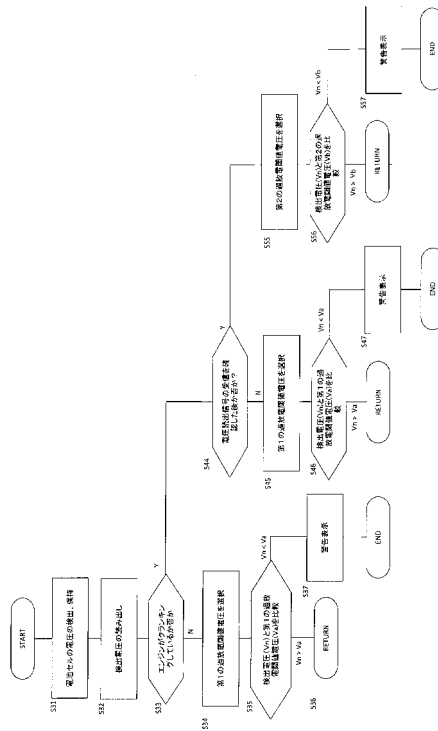 START
S31
電池セルの電圧の検出、保持
S32
検出電圧の読み出し
S33
エンジンがクランキン
グしているか否か
Y
N
S34
第1の過放電閾値電圧を選択
S35
検出電圧(Vn)と第1の過放
電閾値電圧(Va)を比較
Vn < Va
Vn > Va
S36
RETURN
S37
警告表示
END
S44
電圧検出信号の受信を確
認した後か否か？
Y
N
S45
第1の過放電閾値電圧を選択
S46
検出電圧(Vn)と第1の過
放電閾値電圧(Va)を比
較
Vn < Va
Vn > Va
RETURN
S47
警告表示
END
S55
第2の過放電閾値電圧を選択
S56
検出電圧(Vn)と第2の過
放電閾値電圧(Vb)を比
較
Vn < Vb
Vn > Vb
RETURN
S57
警告表示
END